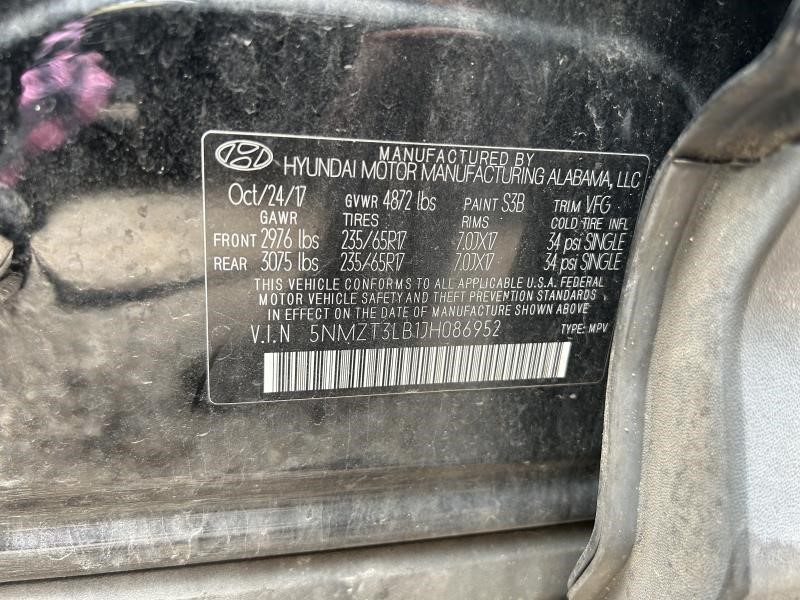 MANUFACTURED BY
HYUNDAI MOTOR MANUFACTURING ALABAMA, LLC
Oct/24/17 GVWR 4872 lbs PAINT S3B TRIM VFG
GAWR TIRES RIMS COLD TIRE INFL
FRONT 2976 lbs 235/65R17 7.0JX17 34 psi SINGLE
REAR 3075 lbs 235/65R17 7.0JX17 34 psi SINGLE
THIS VEHICLE CONFORMS TO ALL APPLICABLE U.S.A. FEDERAL
MOTOR VEHICLE SAFETY AND THEFT PREVENTION STANDARDS
IN EFFECT ON THE DATE OF MANUFACTURE SHOWN ABOVE
V.I.N 5NMZT3LB1JH086952 TYPE: MPV